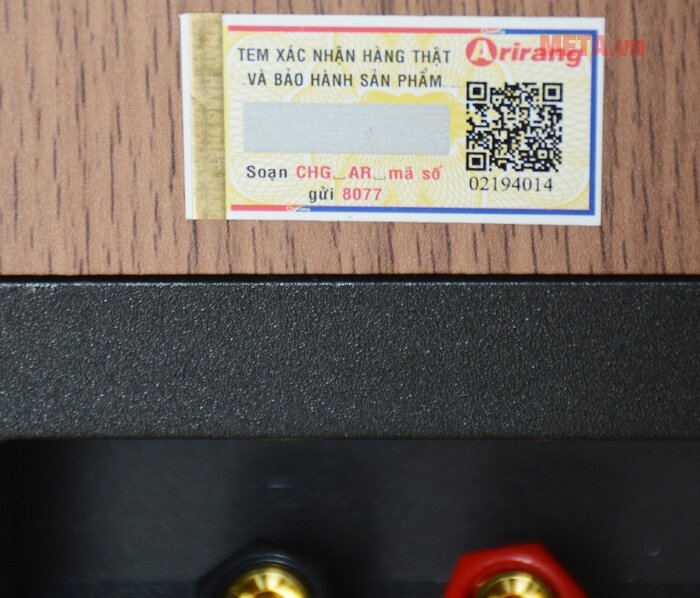 TEM XÁC NHẬN HÀNG THẬT
VÀ BẢO HÀNH SẢN PHẨM
Arirang
META.vn
Soạn CHG_AR_mã số
gửi 8077
02194014